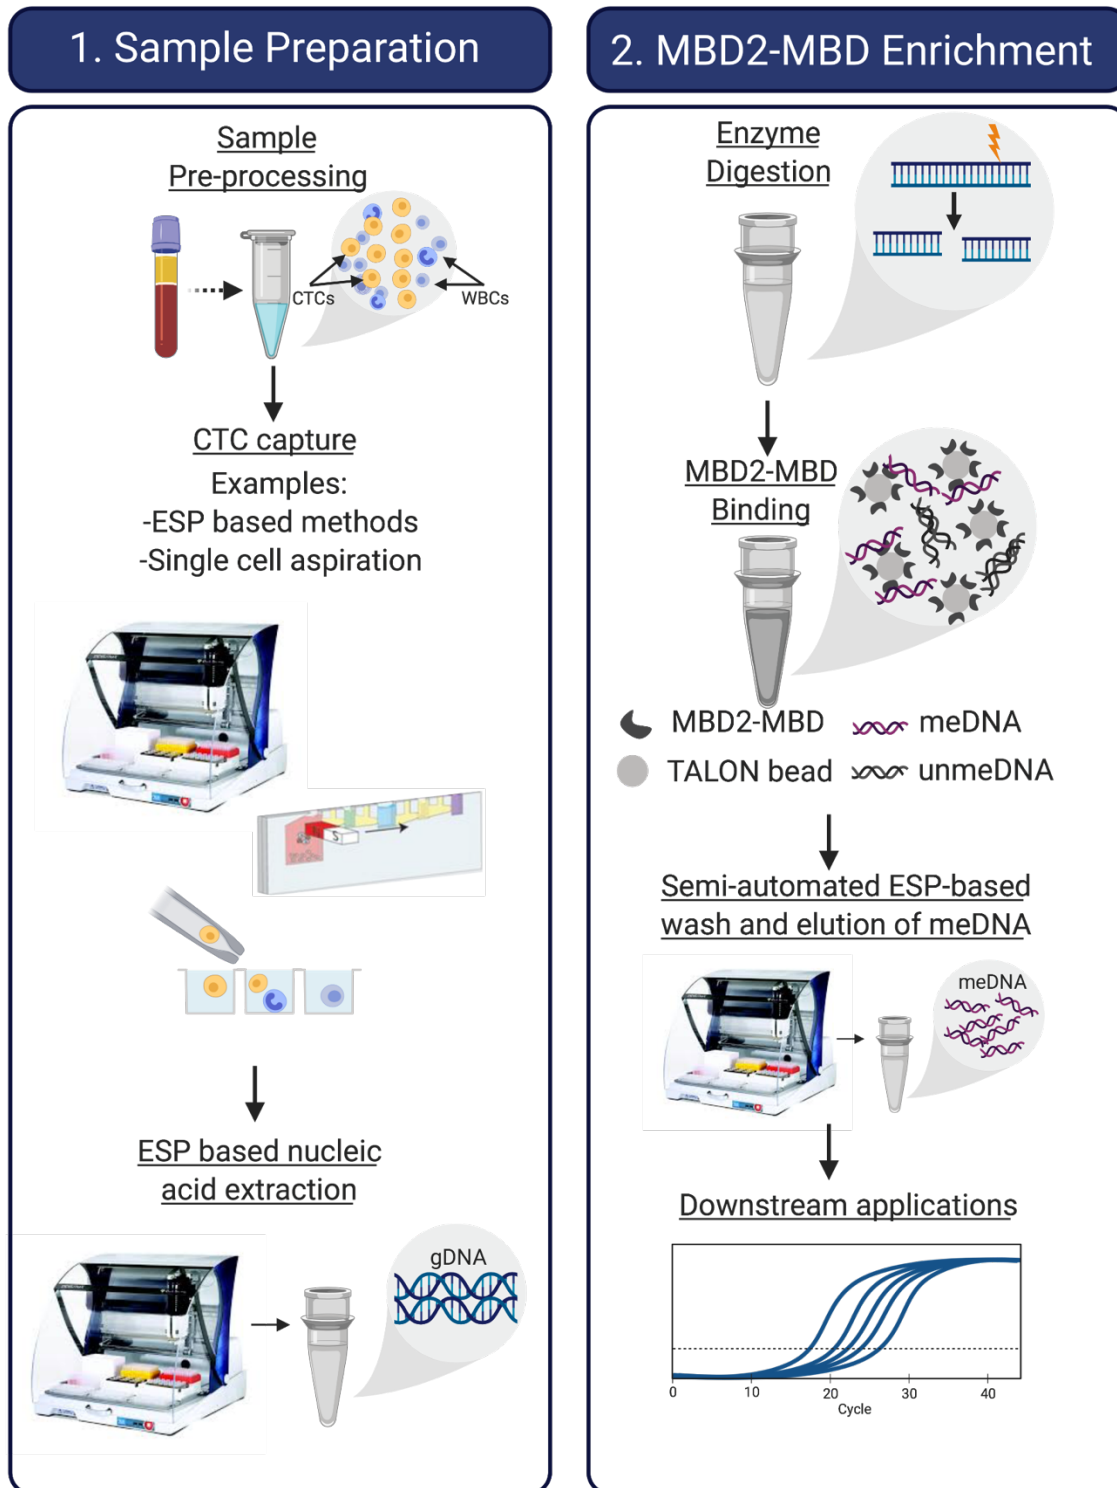 1. Sample Preparation
Sample
Pre-processing
CTCs
WBCs
CTC capture
Examples:
-ESP based methods
-Single cell aspiration
ESP based nucleic
acid extraction
gDNA
2. MBD2-MBD Enrichment
Enzyme
Digestion
MBD2-MBD
Binding
MBD2-MBD
meDNA
TALON bead
unmeDNA
Semi-automated ESP-based
wash and elution of meDNA
meDNA
Downstream applications
0 10 20 30 40
Cycle